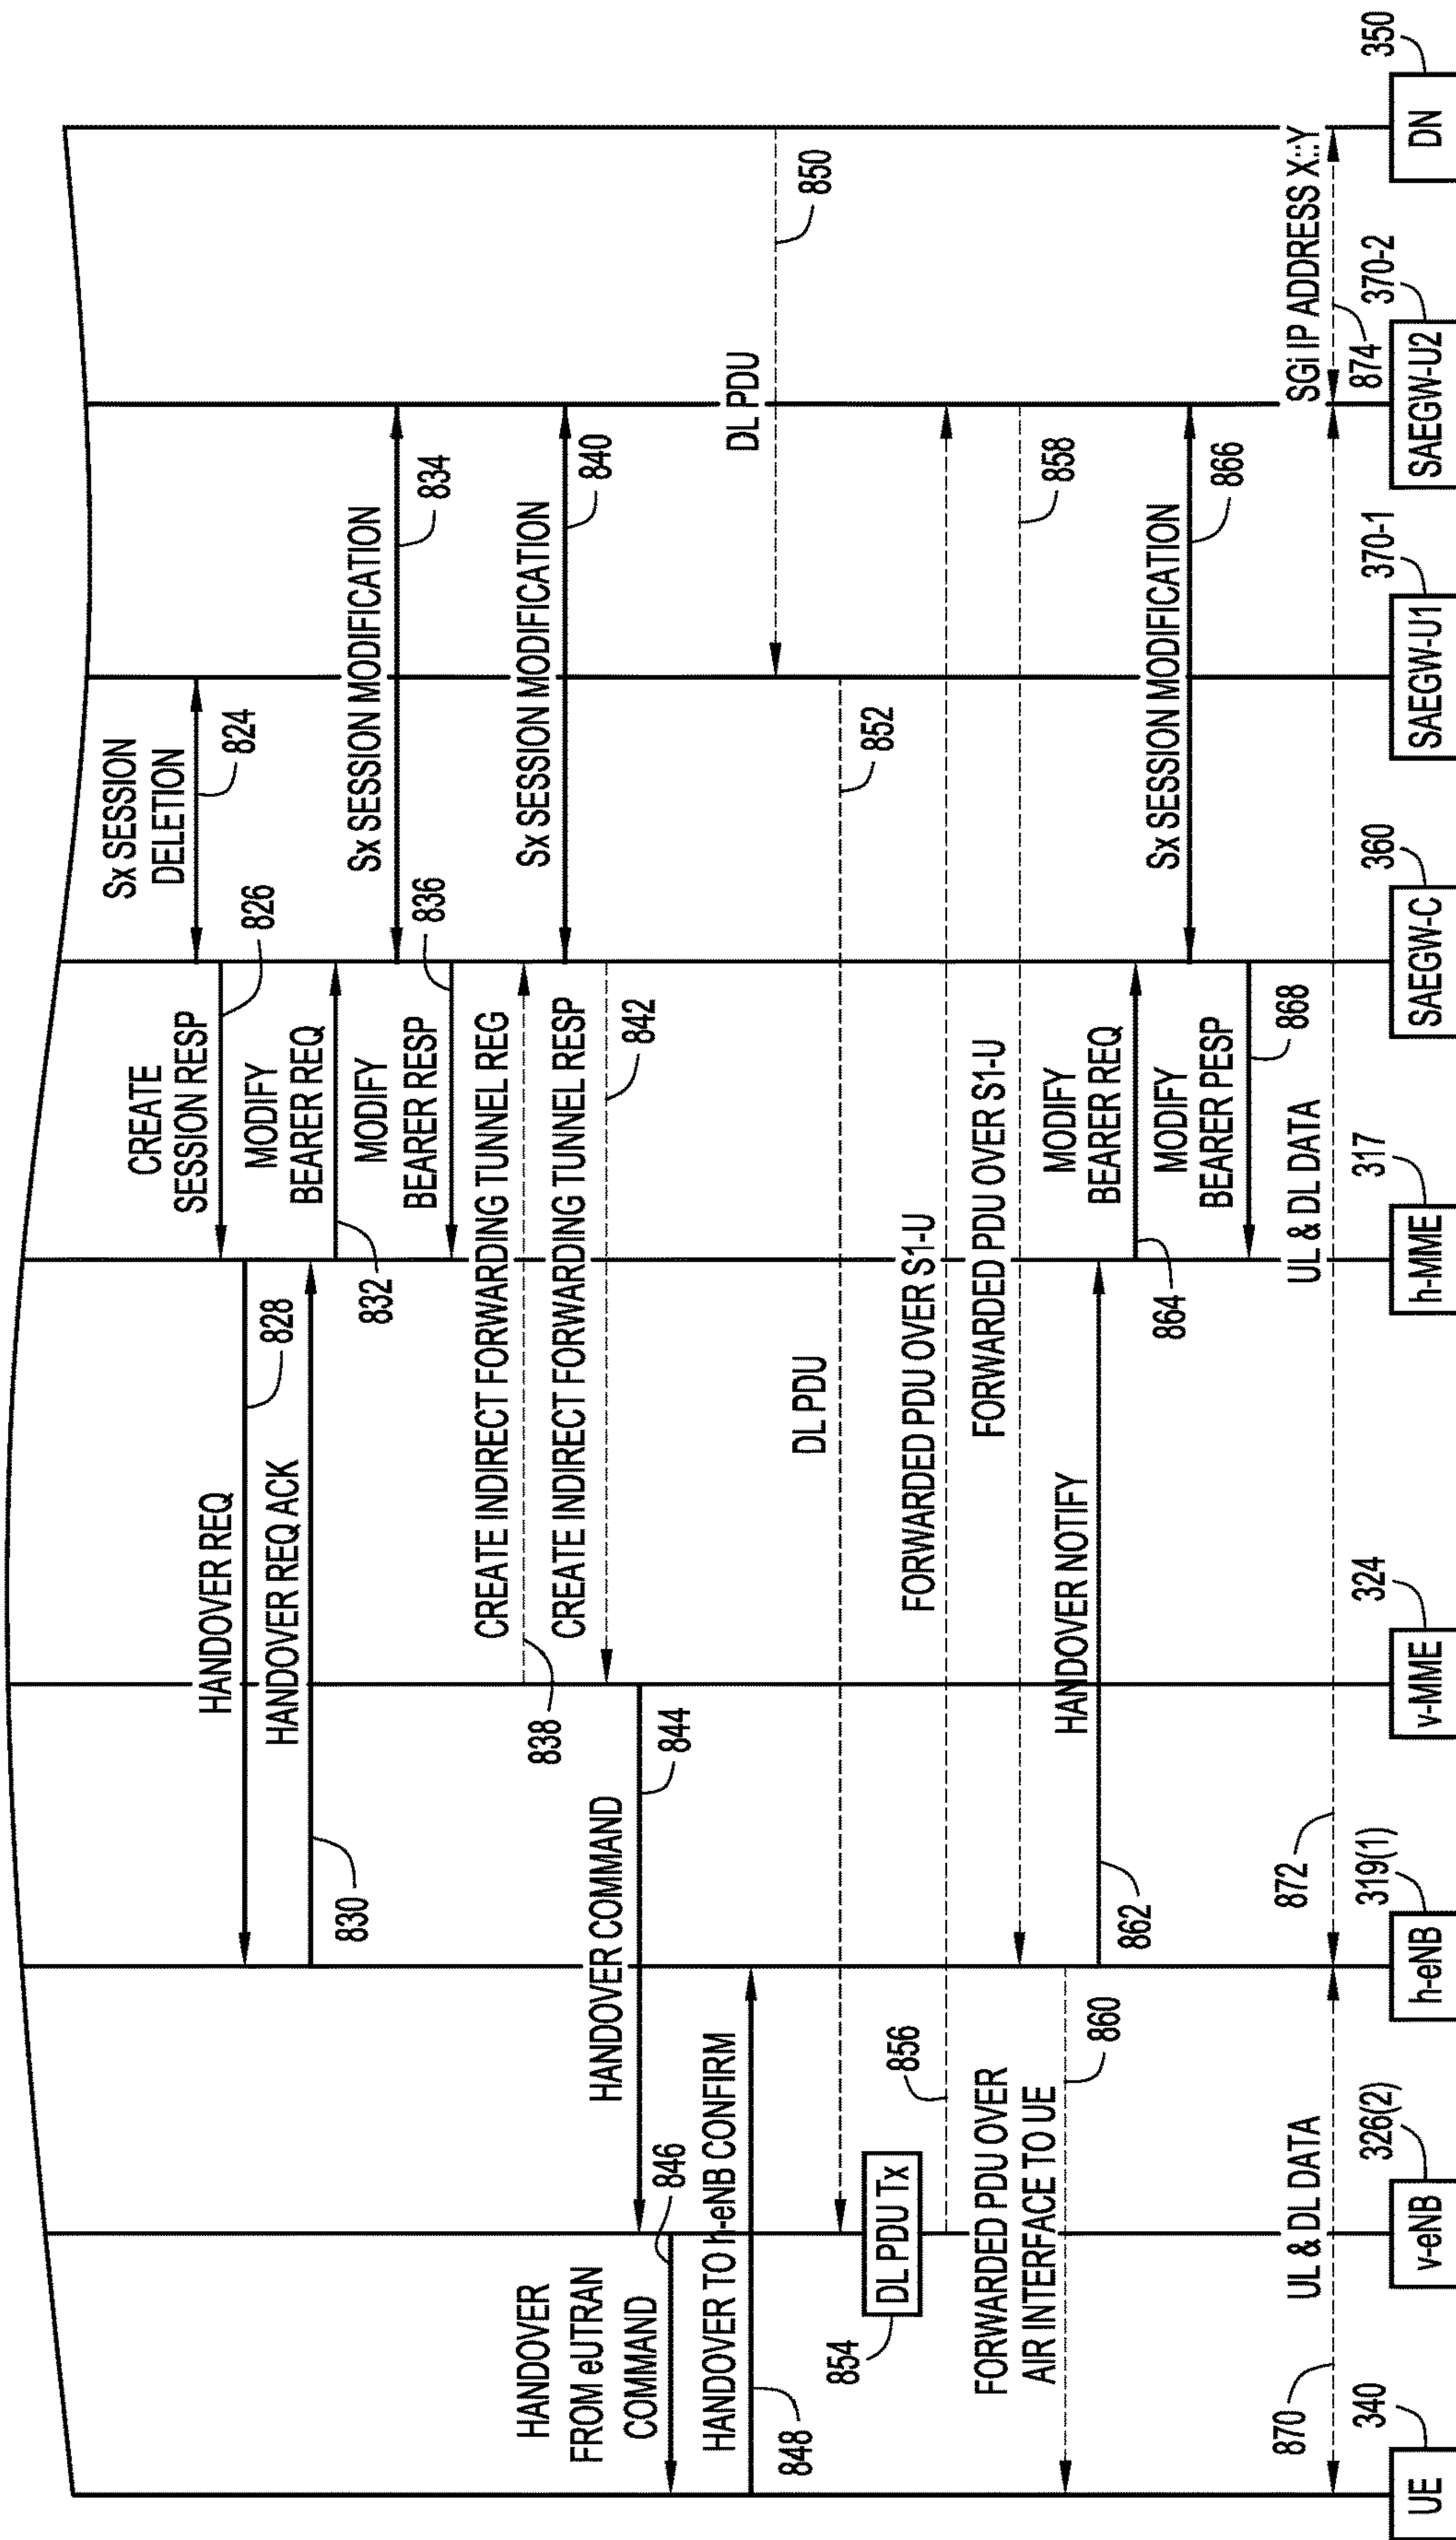 Sx SESSION
DELETION
824
CREATE
SESSION RESP
826
HANDOVER REQ
828
HANDOVER REQ ACK
830
MODIFY
BEARER REQ
832
Sx SESSION MODIFICATION
834
MODIFY
BEARER RESP
836
CREATE INDIRECT FORWARDING TUNNEL REG
838
Sx SESSION MODIFICATION
840
CREATE INDIRECT FORWARDING TUNNEL RESP
842
HANDOVER COMMAND
844
HANDOVER
FROM eUTRAN
COMMAND
846
HANDOVER TO h-eNB CONFIRM
848
DL PDU
850
DL PDU
852
DL PDU Tx
854
FORWARDED PDU OVER S1-U
856
FORWARDED PDU OVER S1-U
858
FORWARDED PDU OVER
AIR INTERFACE TO UE
860
HANDOVER NOTIFY
862
MODIFY
BEARER REQ
864
Sx SESSION MODIFICATION
866
MODIFY
BEARER PESP
868
UL & DL DATA
870
UL & DL DATA
872
SGi IP ADDRESS X::Y
874
UE
340
v-eNB
326(2)
h-eNB
319(1)
v-MME
324
h-MME
317
SAEGW-C
360
SAEGW-U1
370-1
SAEGW-U2
370-2
DN
350